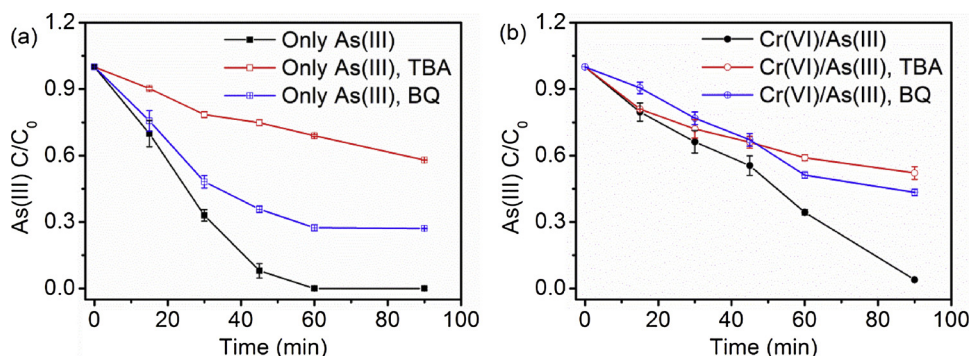 (a)
Only As(III)
Only As(III), TBA
Only As(III), BQ
As(III) C/C0
1.2
0.9
0.6
0.3
0.0
0 20 40 60 80 100
Time (min)
(b)
Cr(VI)/As(III)
Cr(VI)/As(III), TBA
Cr(VI)/As(III), BQ
As(III) C/C0
1.2
0.9
0.6
0.3
0.0
0 20 40 60 80 100
Time (min)